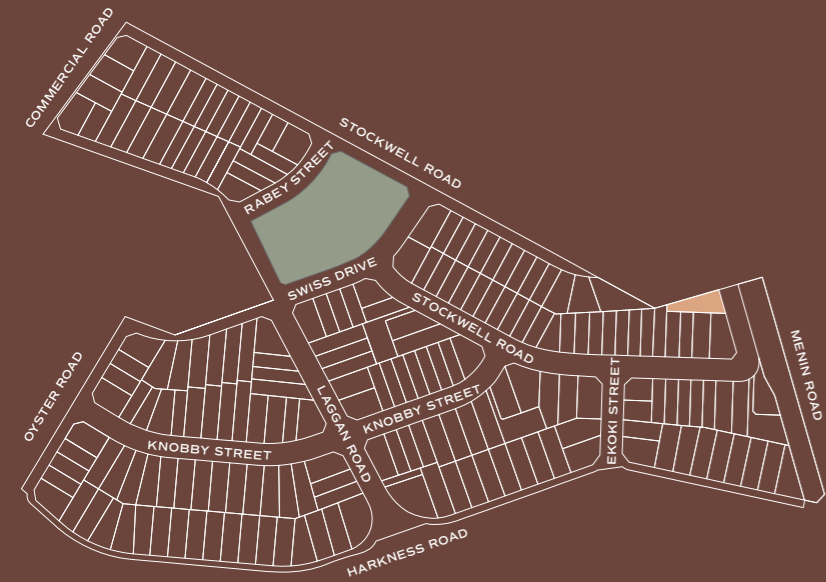 COMMERCIAL ROAD
STOCKWELL ROAD
RABEY STREET
SWISS DRIVE
STOCKWELL ROAD
MENIN ROAD
OYSTER ROAD
LAGGAN ROAD
KNOBBY STREET
EKOKI STREET
KNOBBY STREET
HARKNESS ROAD